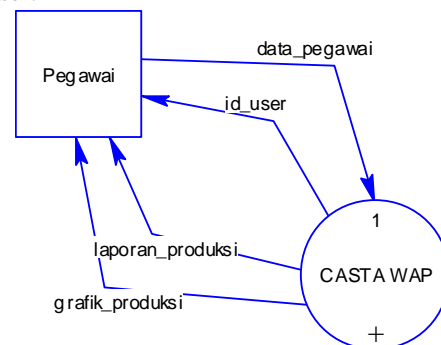 data_pegawai
Pegawai
id_user
1
laporan_produksi
CASTA WAP
grafik_produksi
+